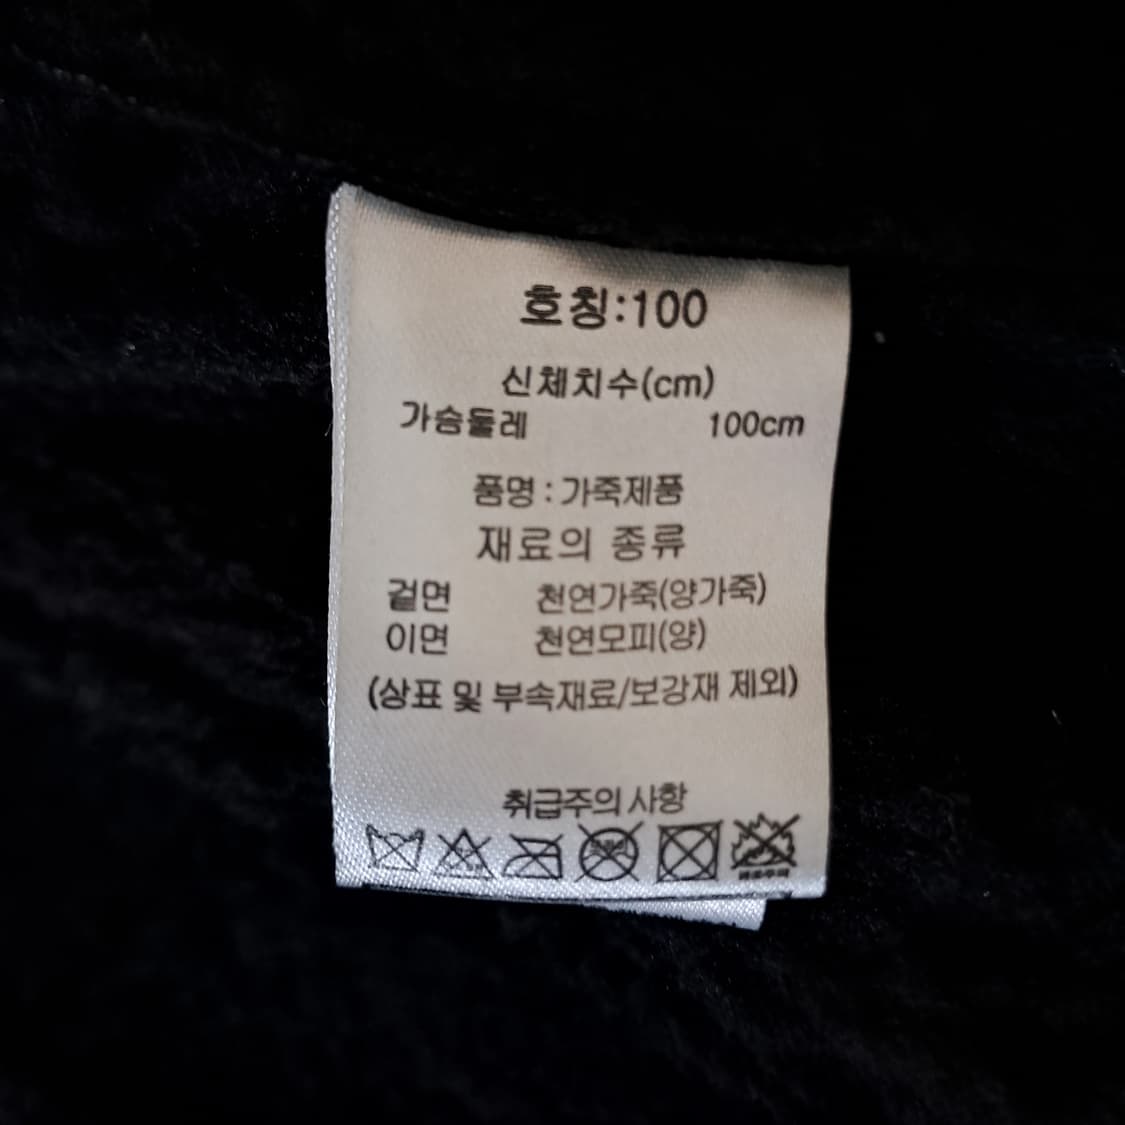 호칭:100
신체치수(cm)
가슴둘레 100cm
품명 : 가죽제품
재료의 종류
겉면 천연가죽(양가죽)
이면 천연모피(양)
(상표 및 부속재료/보강재 제외)
취급주의 사항